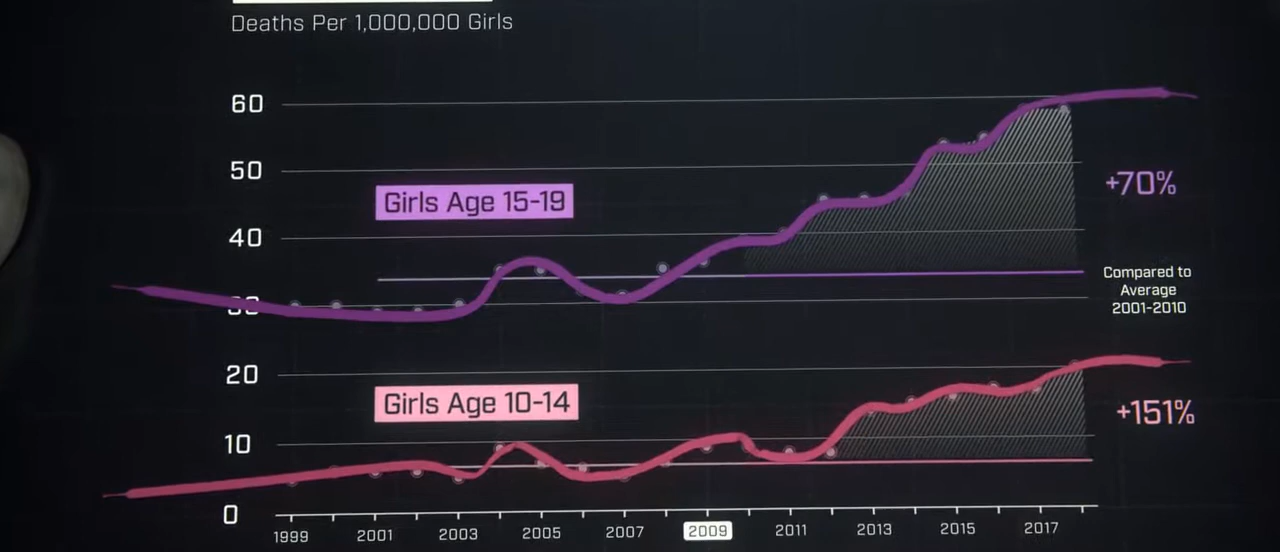 Deaths Per 1,000,000 Girls
60
50
+70%
Girls Age 15-19
40
Compared to
Average
2001-2010
30
20
Girls Age 10-14
+151%
10
0
1999 2001 2003 2005 2007 2009 2011 2013 2015 2017